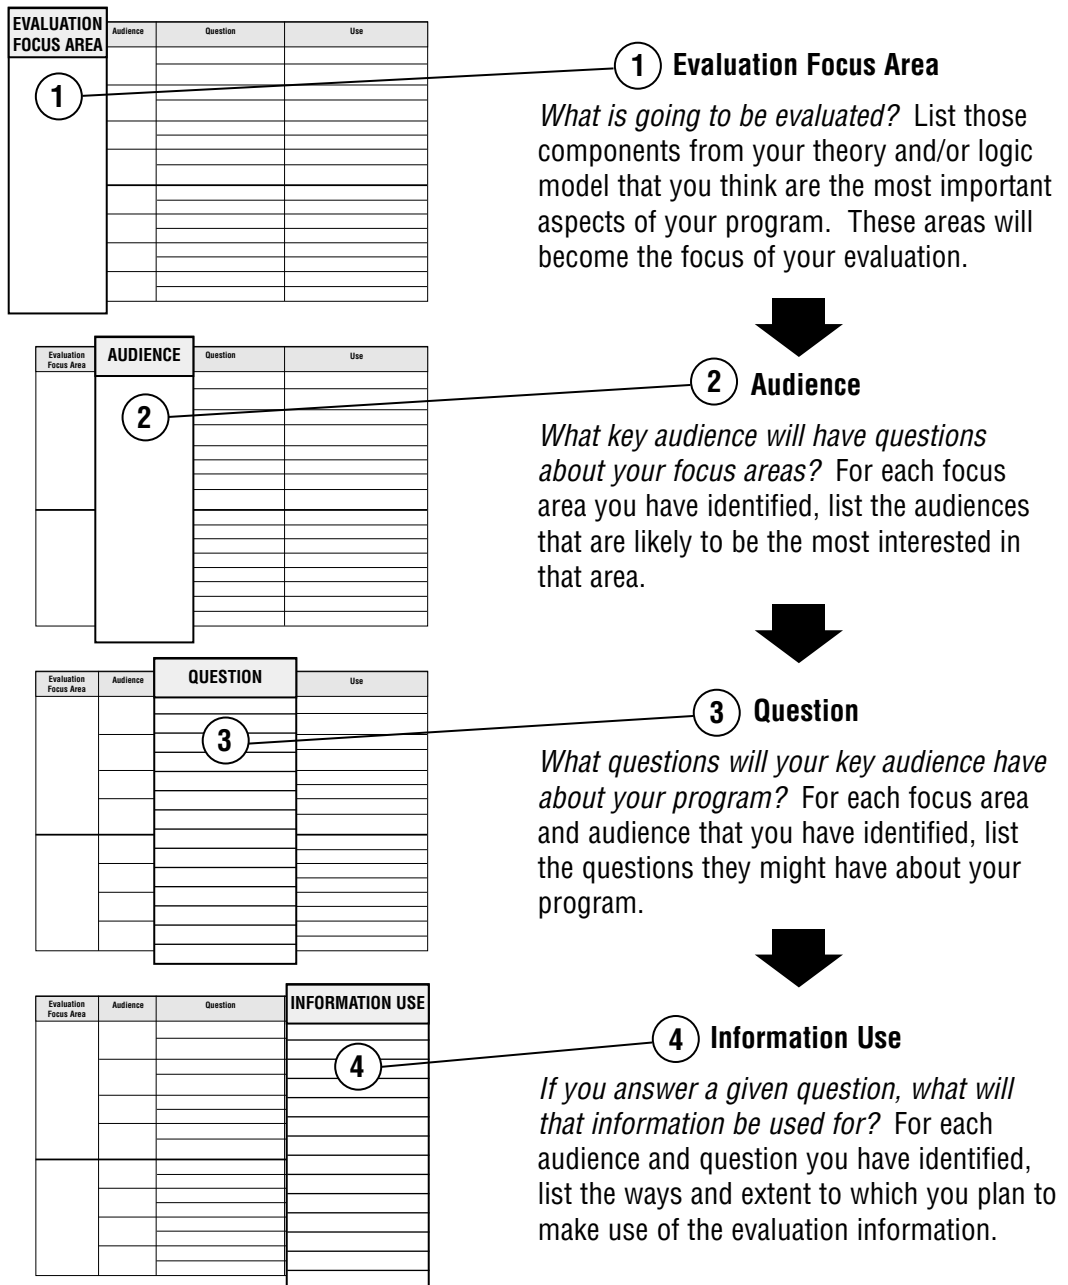 EVALUATION
FOCUS AREA
Audience
Question
Use
1
1 Evaluation Focus Area
What is going to be evaluated? List those
components from your theory and/or logic
model that you think are the most important
aspects of your program. These areas will
become the focus of your evaluation.
Evaluation
Focus Area
AUDIENCE
Question
Use
2
2 Audience
What key audience will have questions
about your focus areas? For each focus
area you have identified, list the audiences
that are likely to be the most interested in
that area.
Evaluation
Focus Area
Audience
QUESTION
Use
3
3 Question
What questions will your key audience have
about your program? For each focus area
and audience that you have identified, list
the questions they might have about your
program.
Evaluation
Focus Area
Audience
Question
INFORMATION USE
4
4 Information Use
If you answer a given question, what will
that information be used for? For each
audience and question you have identified,
list the ways and extent to which you plan to
make use of the evaluation information.